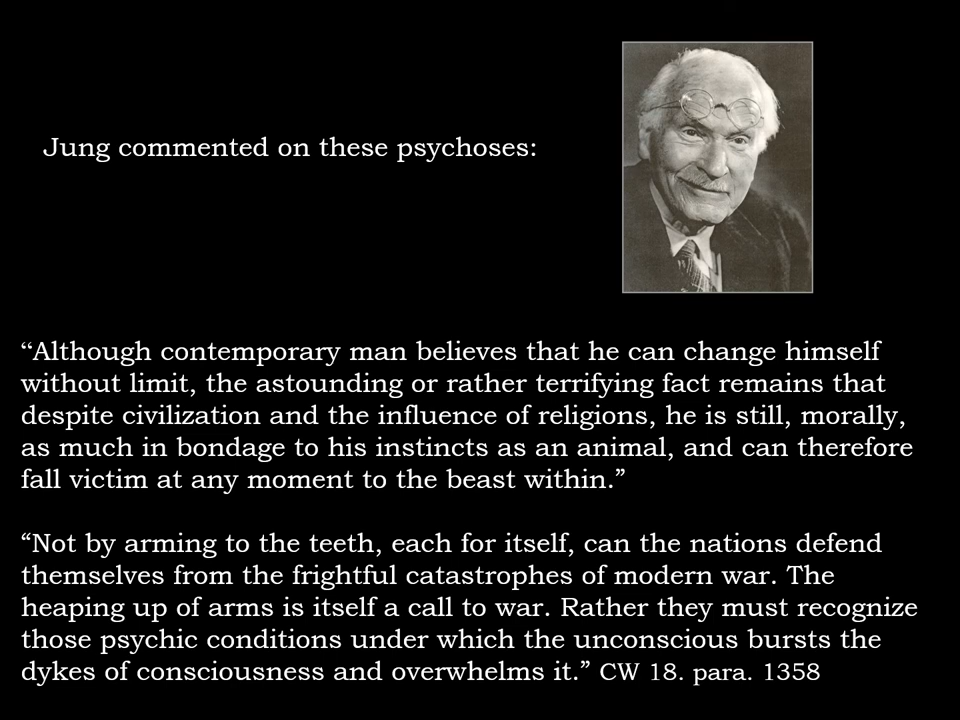 Jung commented on these psychoses:
“Although contemporary man believes that he can change himself
without limit, the astounding or rather terrifying fact remains that
despite civilization and the influence of religions, he is still, morally,
as much in bondage to his instincts as an animal, and can therefore
fall victim at any moment to the beast within.”
“Not by arming to the teeth, each for itself, can the nations defend
themselves from the frightful catastrophes of modern war. The
heaping up of arms is itself a call to war. Rather they must recognize
those psychic conditions under which the unconscious bursts the
dykes of consciousness and overwhelms it.” CW 18. para. 1358